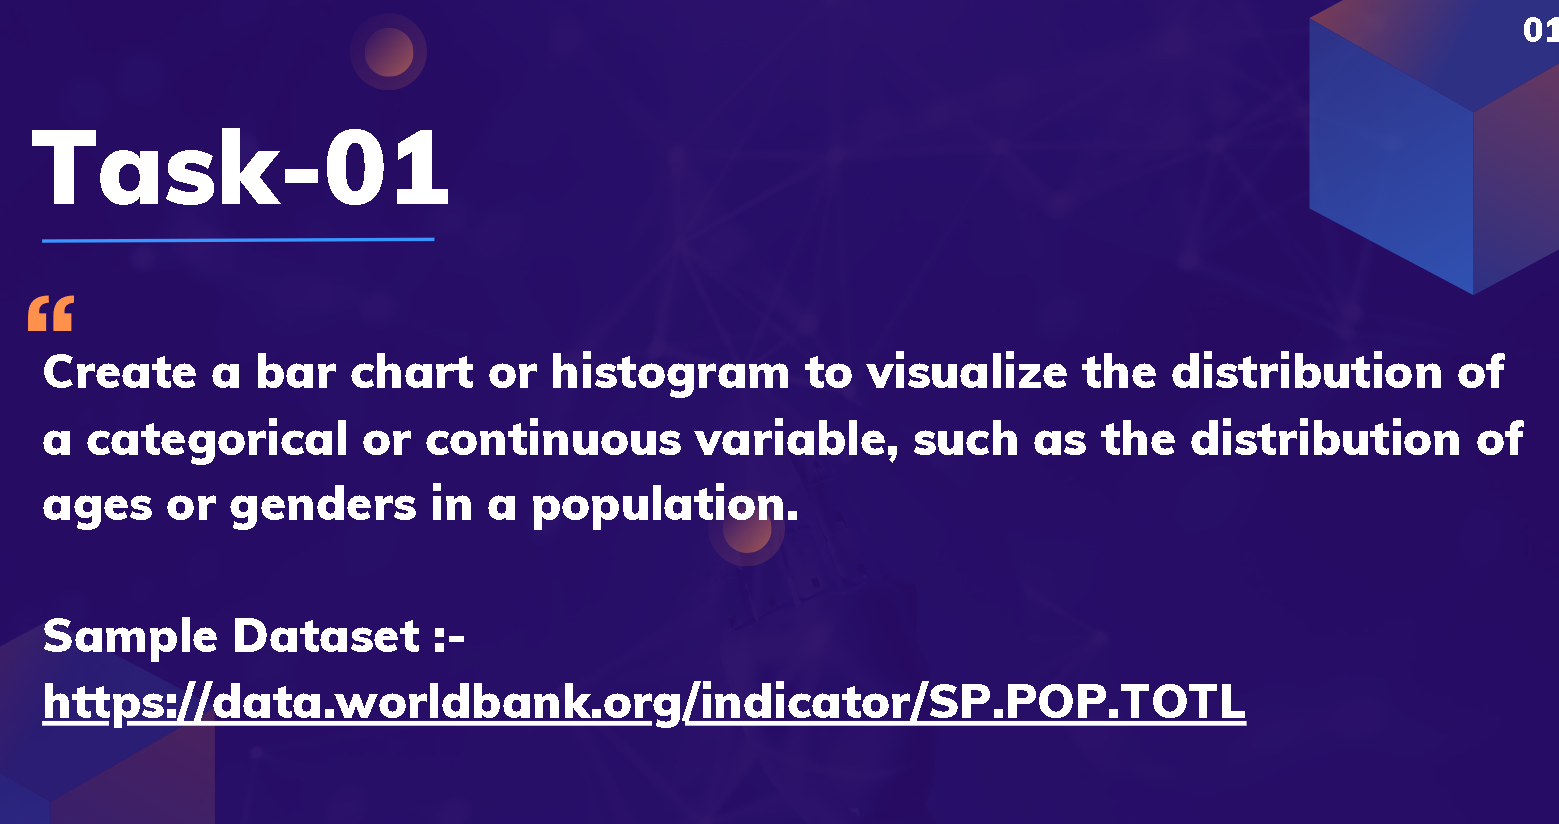 01
Task-01
“
Create a bar chart or histogram to visualize the distribution of
a categorical or continuous variable, such as the distribution of
ages or genders in a population.
Sample Dataset :-
https://data.worldbank.org/indicator/SP.POP.TOTL